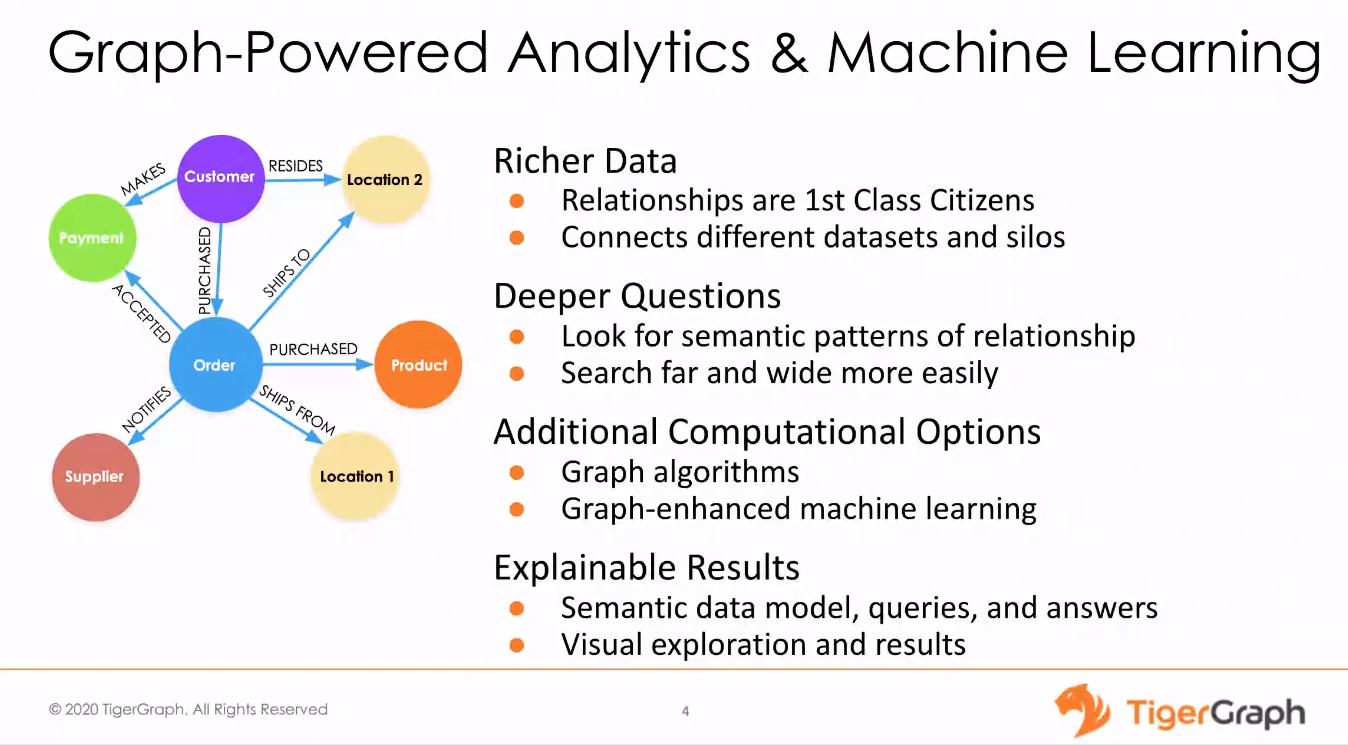 Graph-Powered Analytics & Machine Learning
Customer
RESIDES
Location 2
MAKES
Payment
PURCHASED
SHIPS TO
ACCEPTED
Order
PURCHASED
Product
NOTIFIES
SHIPS FROM
Supplier
Location 1
Richer Data
● Relationships are 1st Class Citizens
● Connects different datasets and silos
Deeper Questions
● Look for semantic patterns of relationship
● Search far and wide more easily
Additional Computational Options
● Graph algorithms
● Graph-enhanced machine learning
Explainable Results
● Semantic data model, queries, and answers
● Visual exploration and results
© 2020 TigerGraph. All Rights Reserved
4
TigerGraph